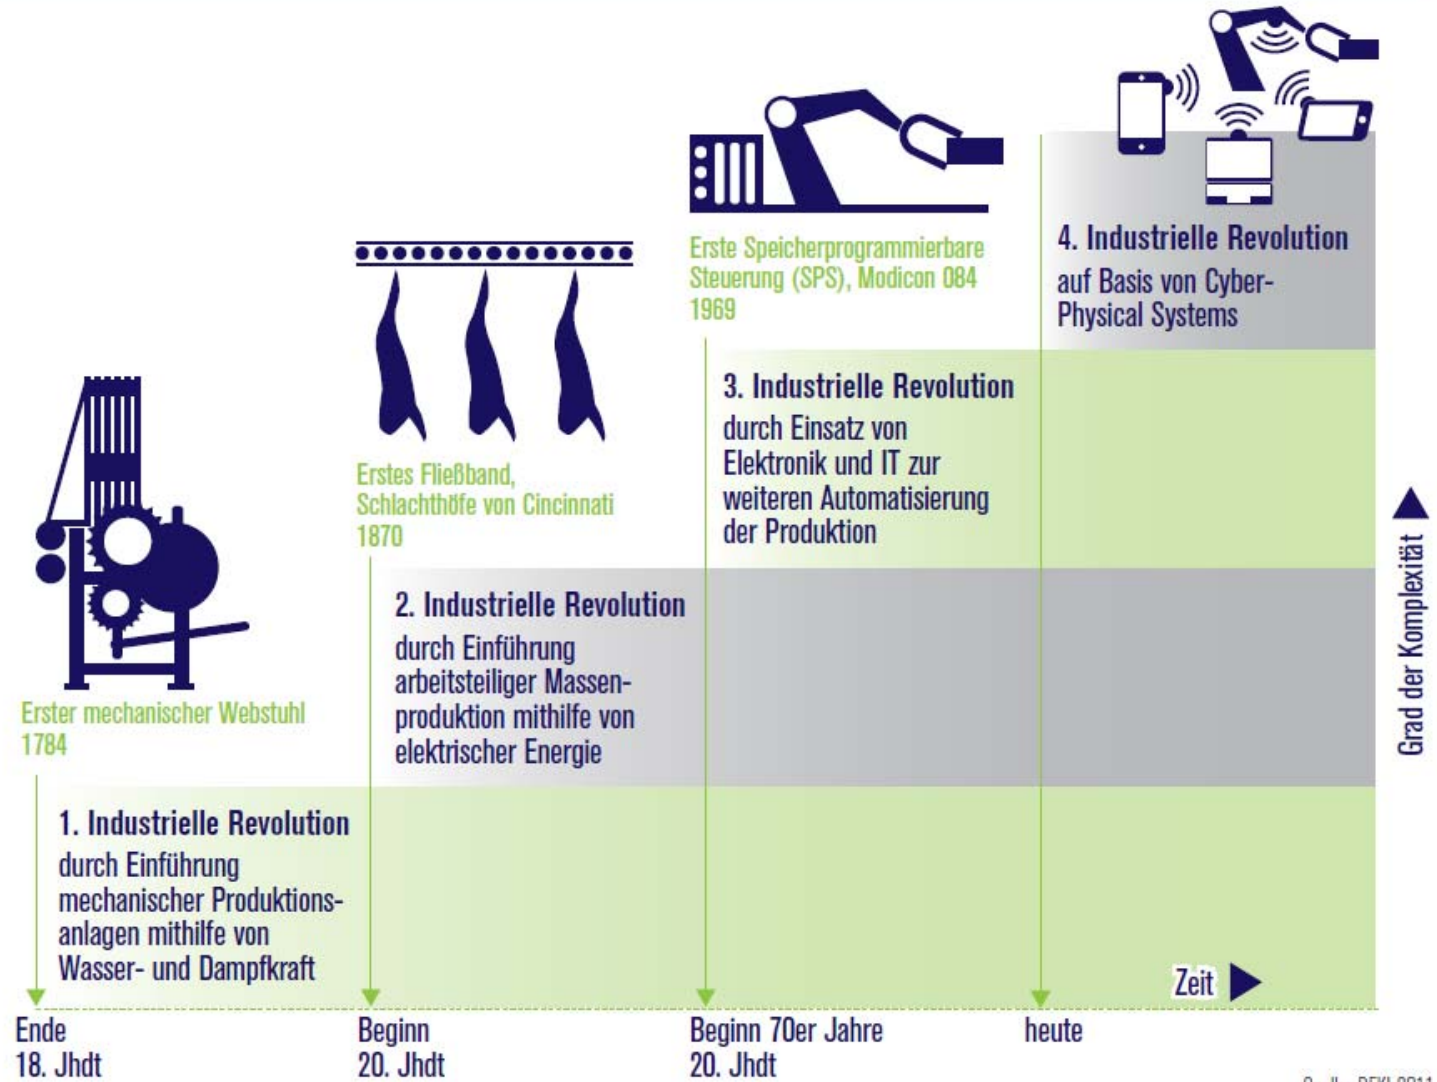 4. Industrielle Revolution
auf Basis von Cyber-
Physical Systems
Erste Speicherprogrammierbare
Steuerung (SPS), Modicon 084
1969
3. Industrielle Revolution
durch Einsatz von
Elektronik und IT zur
weiteren Automatisierung
der Produktion
Erstes Fließband,
Schlachthöfe von Cincinnati
1870
2. Industrielle Revolution
durch Einführung
arbeitsteiliger Massen-
produktion mithilfe von
elektrischer Energie
Erster mechanischer Webstuhl
1784
1. Industrielle Revolution
durch Einführung
mechanischer Produktions-
anlagen mithilfe von
Wasser- und Dampfkraft
Grad der Komplexität
Zeit
Ende
18. Jhdt
Beginn
20. Jhdt
Beginn 70er Jahre
20. Jhdt
heute